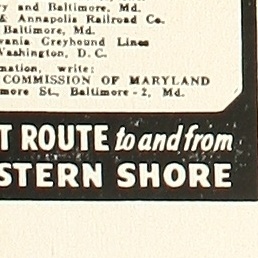 y and Baltimore, Md.
& Annapolis Railroad Co.
Baltimore, Md.
vania Greyhound Lines
Washington, D. C.
mation, write:
COMMISSION OF MARYLAND
more St., Baltimore - 2, Md.
T ROUTE to and from
STERN SHORE